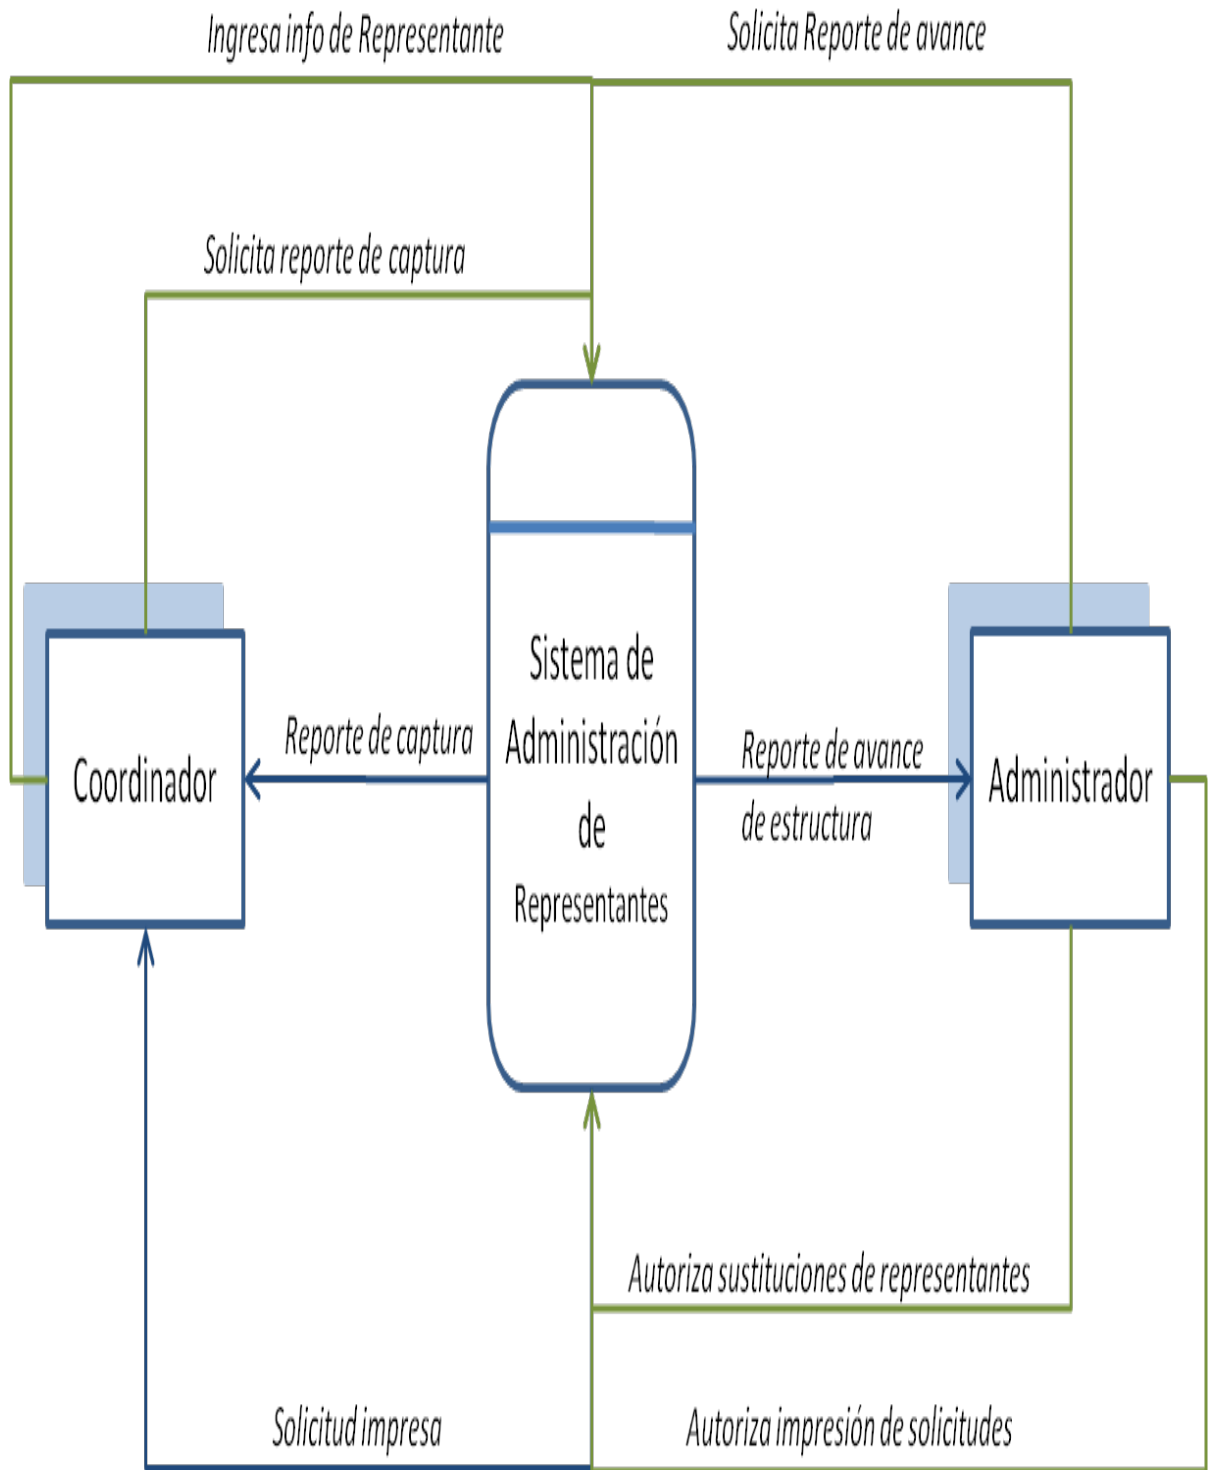 Ingresa info de Representante
Solicita Reporte de avance
Solicita reporte de captura
Sistema de
Administración
de
Representantes
Reporte de captura
Reporte de avance
de estructura
Coordinador
Administrador
Autoriza sustituciones de representantes
Solicitud impresa
Autoriza impresión de solicitudes